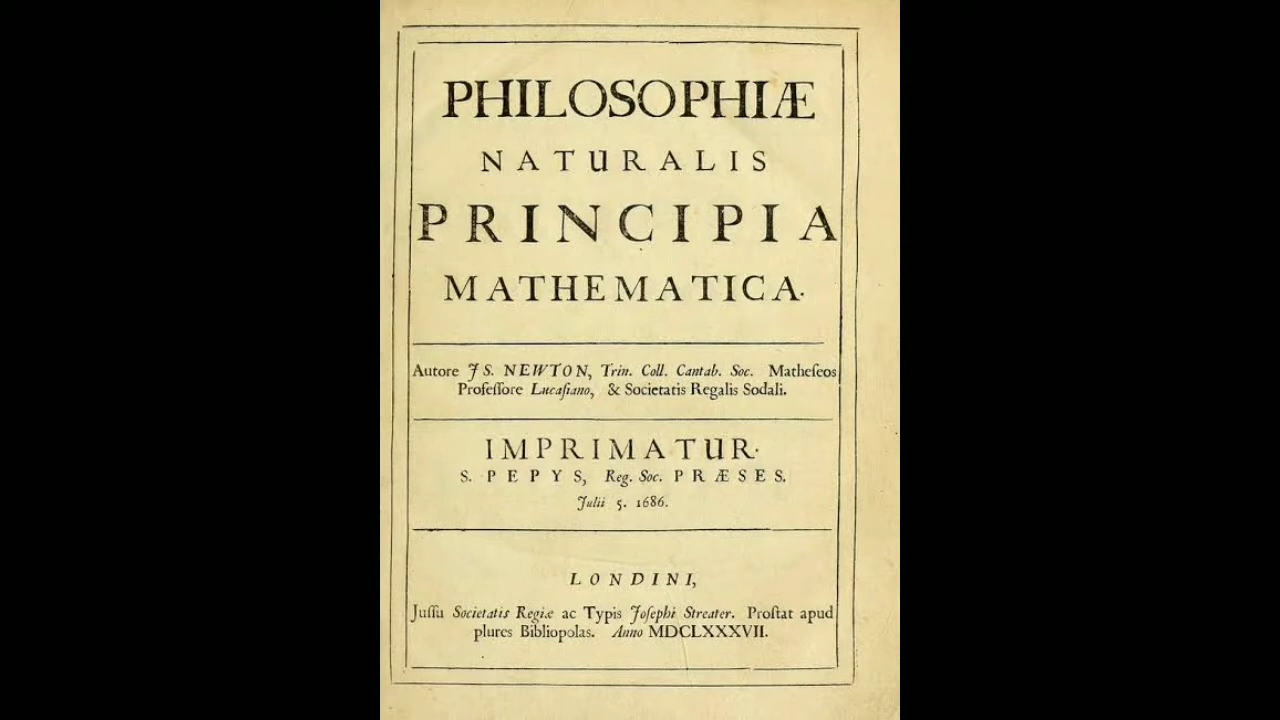 PHILOSOPHIÆ
NATURALIS
PRINCIPIA
MATHEMATICA.
Autore JS. NEWTON, Trin. Coll. Cantab. Soc. Matheſeos
Profeſſore Lucaſiano, & Societatis Regalis Sodali.
IMPRIMATUR.
S. PEPYS, Reg. Soc. PRÆSES.
Julii 5. 1686.
LONDINI,
Juſſu Societatis Regiæ ac Typis Joſephi Streater. Proſtat apud
plures Bibliopolas. Anno MDCLXXXVII.